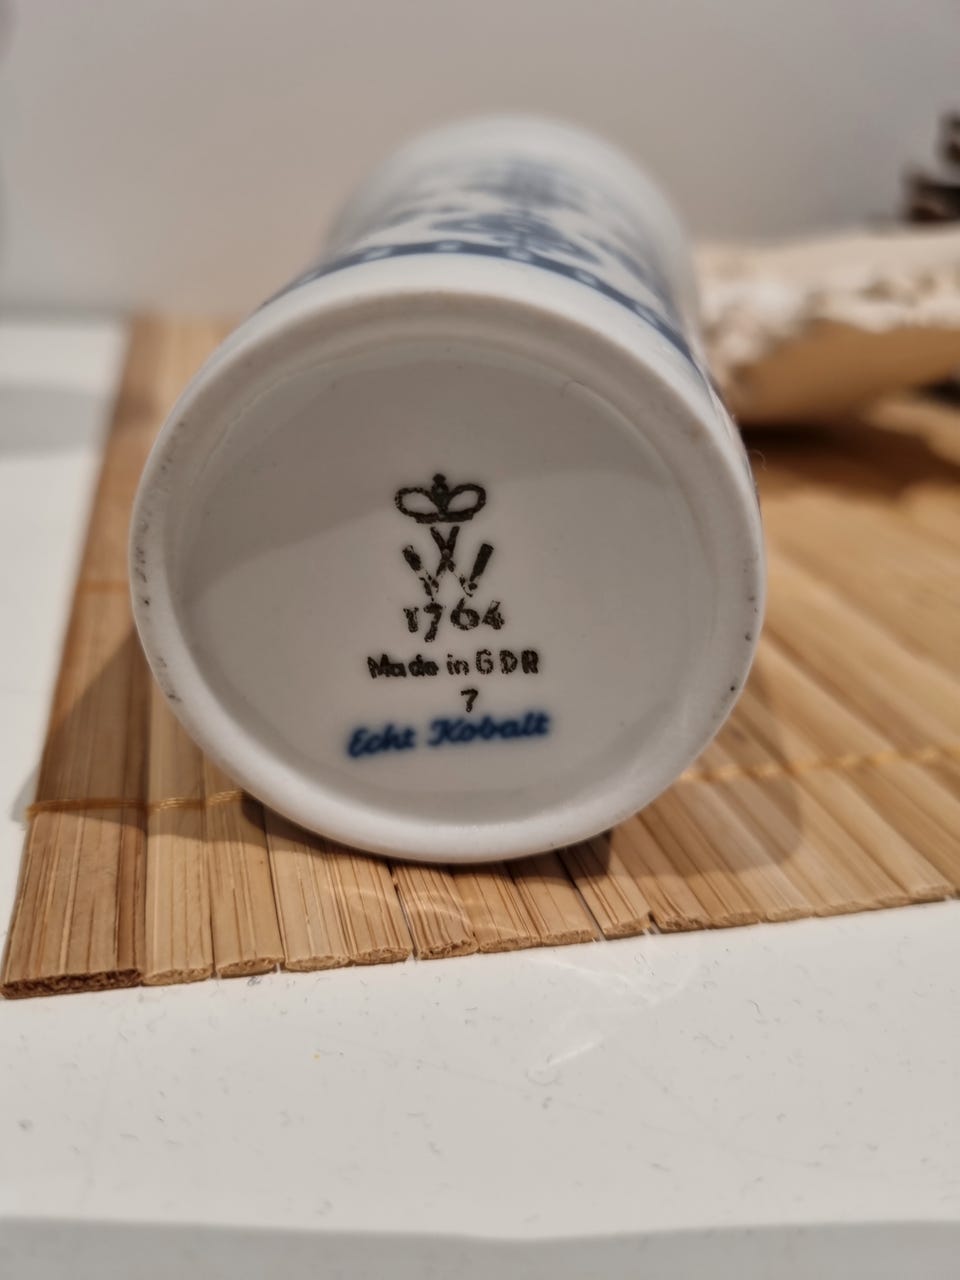 W
1764
Made in GDR
7
Echt Kobalt